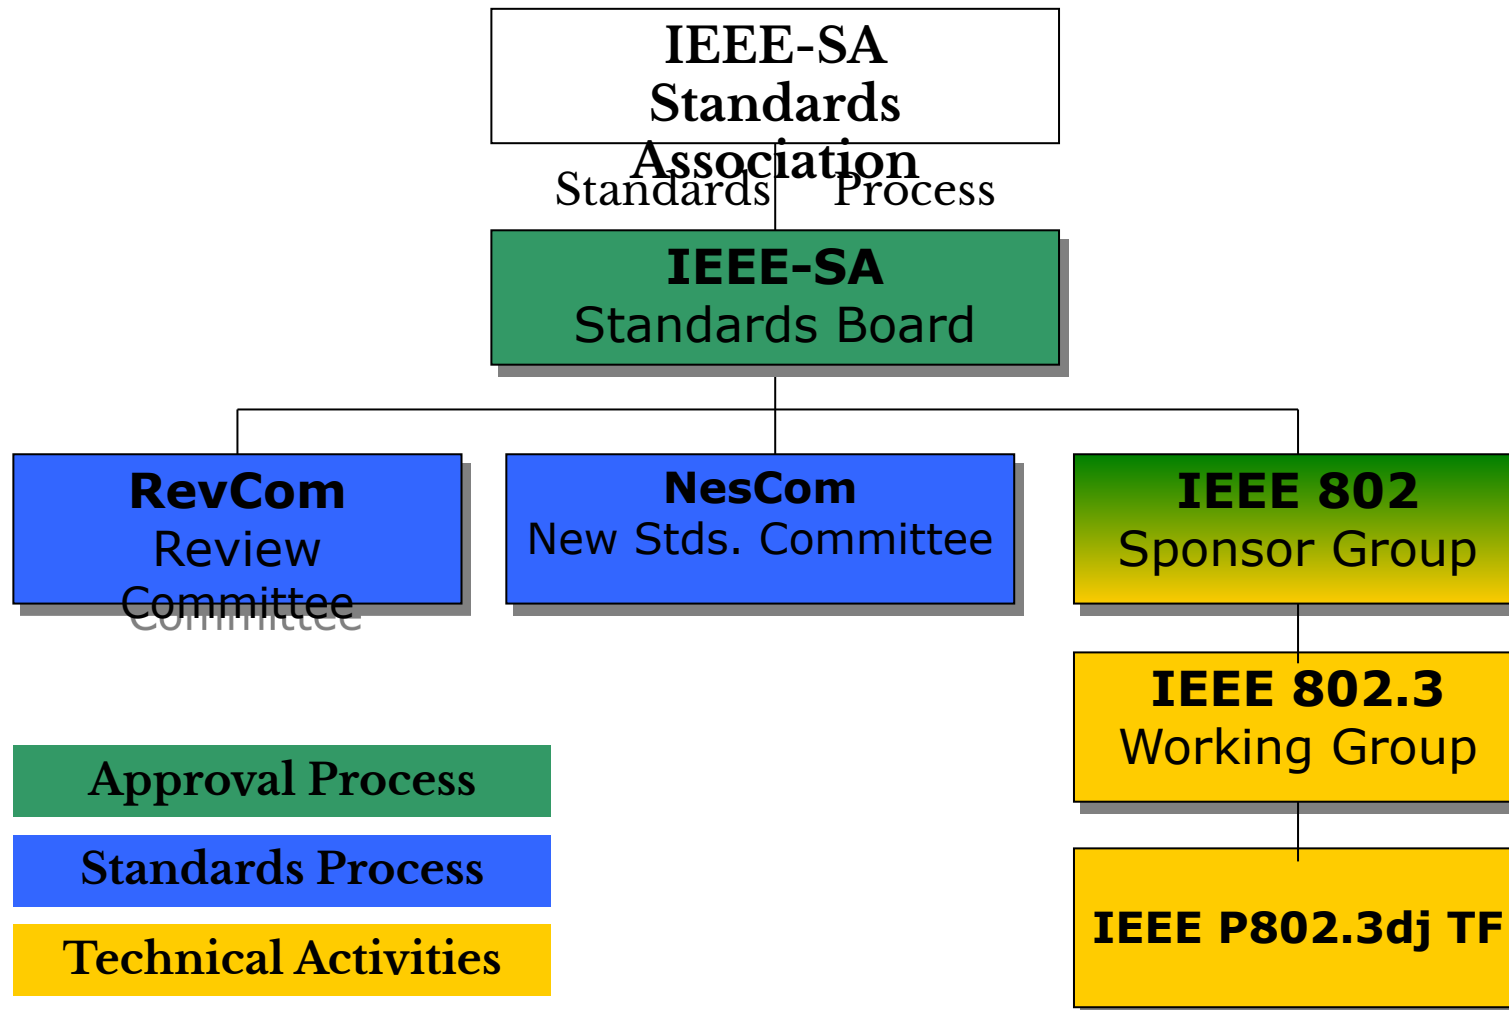 IEEE-SA
Standards
Association
Standards Process
IEEE-SA
Standards Board
RevCom
Review
Committee
NesCom
New Stds. Committee
IEEE 802
Sponsor Group
IEEE 802.3
Working Group
IEEE P802.3dj TF
Approval Process
Standards Process
Technical Activities